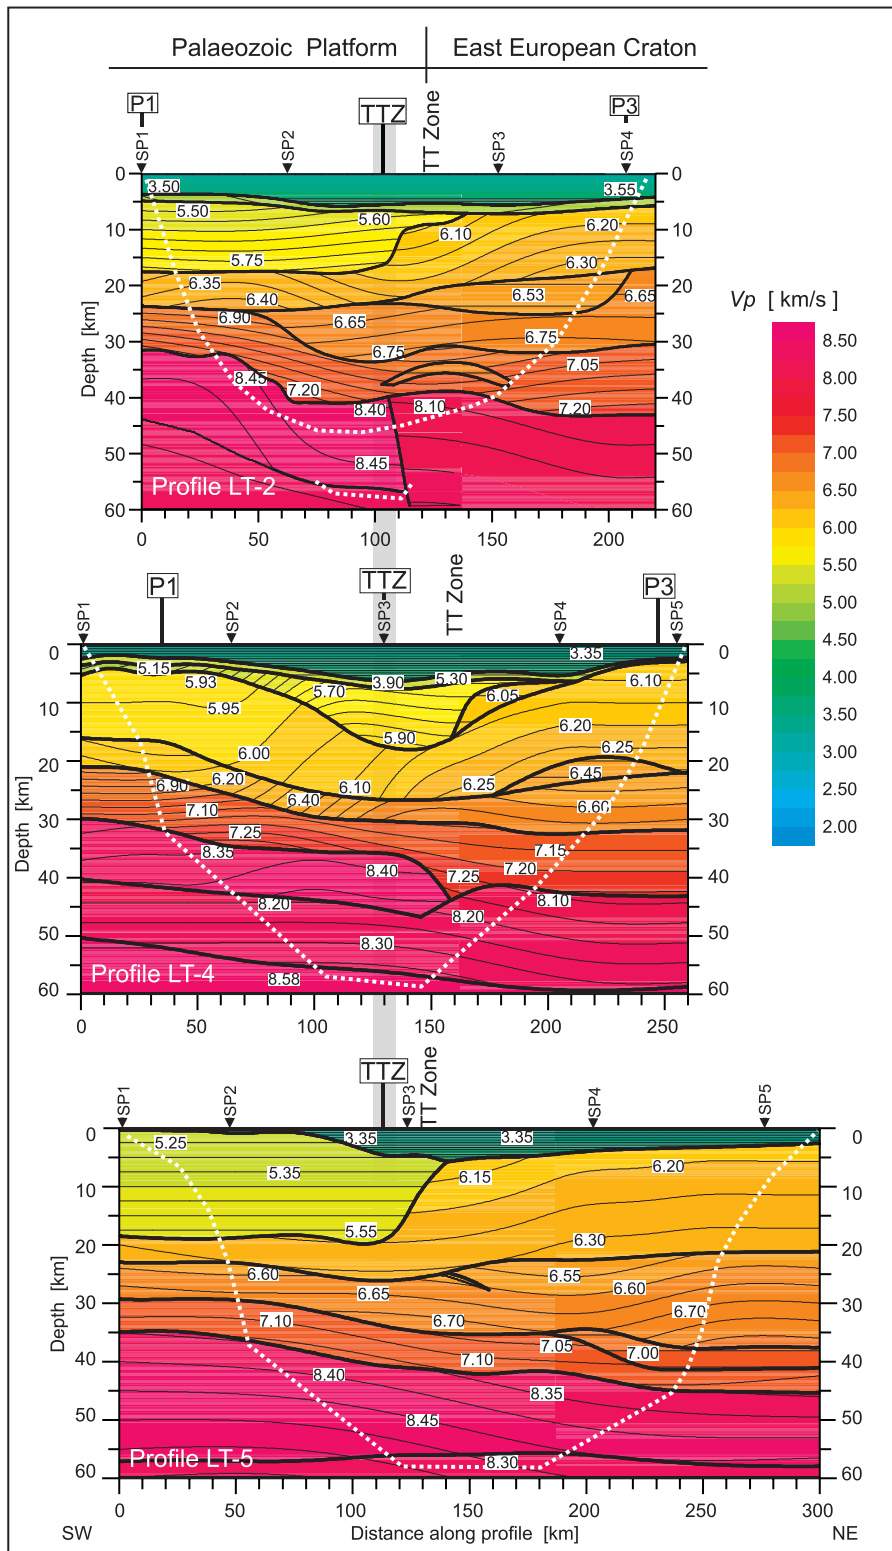 Palaeozoic Platform East European Craton
P1 TTZ TT Zone P3
SP1 SP2 SP3 SP4
0 3.50 3.55 0
5.50 5.60 6.20
10 6.10 10
5.75 6.30
20 6.35 6.40 6.53 6.65 20
6.90 6.65
30 6.75 6.75 30
8.45 7.20 7.05
40 8.40 8.10 7.20 40
50 8.45 50
Profile LT-2
60 60
Depth [km]
0 50 100 150 200
Vp [ km/s ]
8.50
8.00
7.50
7.00
6.50
6.00
5.50
5.00
4.50
4.00
3.50
3.00
2.50
2.00
P1 TTZ TT Zone P3
SP1 SP2 SP3 SP4 SP5
0 3.35 0
5.15 5.93 5.70 3.90 5.30 6.10
10 5.95 6.05 10
5.90 6.20
20 6.00 6.25 20
6.90 6.20 6.10 6.25 6.45
7.10 6.40 6.60
30 7.25 30
8.35 7.15
40 8.40 7.25 7.20 40
8.20 8.20 8.10
50 8.30 50
Profile LT-4 8.58
60 60
Depth [km]
0 50 100 150 200 250
TTZ TT Zone
SP1 SP2 SP3 SP4 SP5
0 5.25 3.35 3.35 0
5.35 6.15 6.20
10 10
5.55 6.30
20 20
6.60 6.65 6.55 6.60
30 7.10 6.70 6.70 30
7.05 7.00
40 8.40 7.10 40
8.35
50 8.45 50
Profile LT-5 8.30
60 60
Depth [km]
0 50 100 150 200 250 300
SW Distance along profile [km] NE